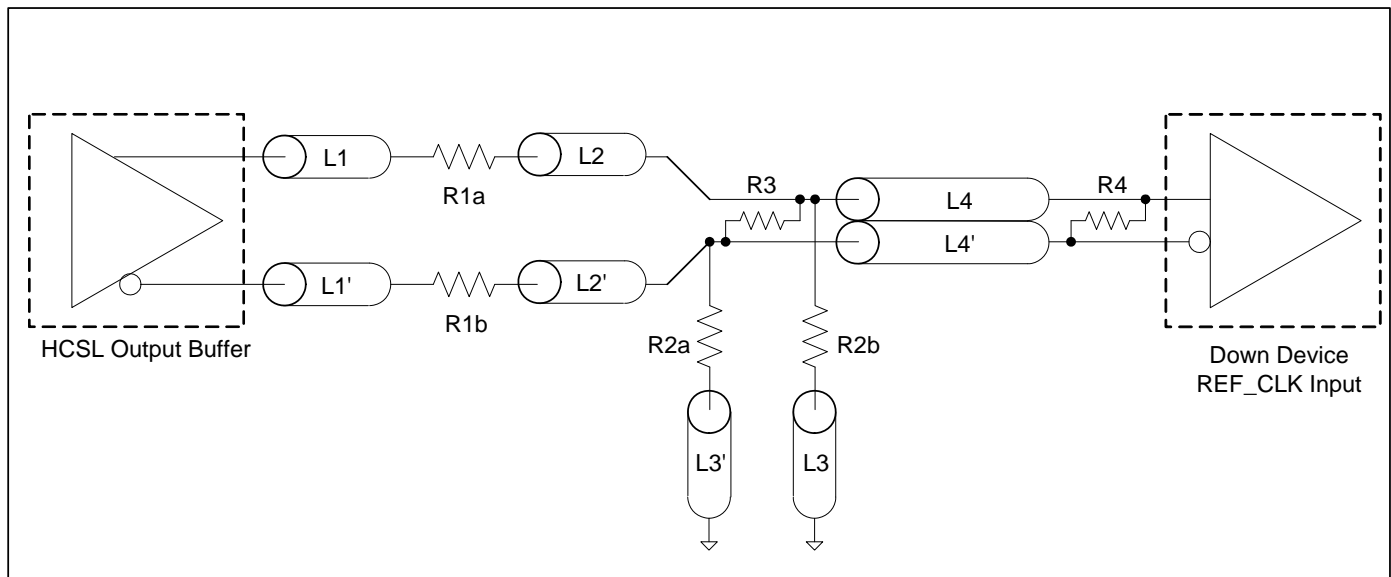 L1
R1a
L2
R3
L4
R4
L1'
R1b
L2'
L4'
HCSL Output Buffer
R2a
R2b
Down Device
REF_CLK Input
L3'
L3